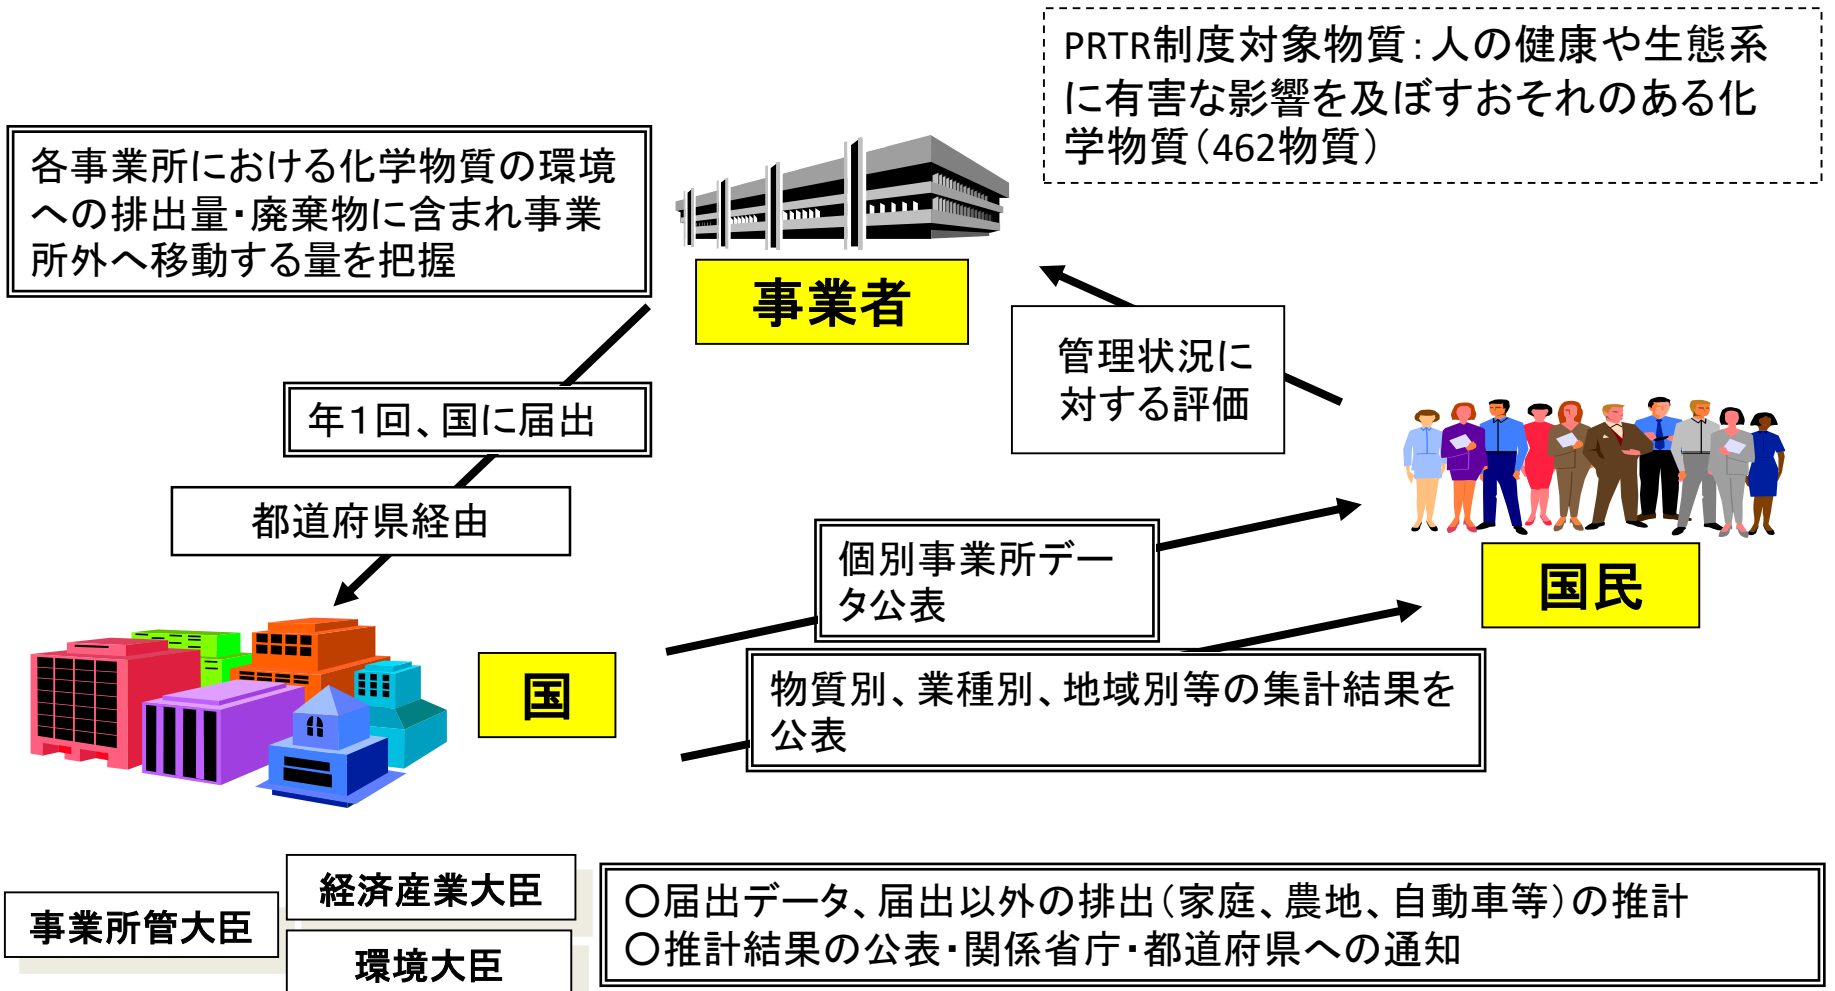 PRTR制度対象物質：人の健康や生態系
に有害な影響を及ぼすおそれのある化
学物質（462物質）
各事業所における化学物質の環境
への排出量・廃棄物に含まれ事業
所外へ移動する量を把握
事業者
管理状況に
対する評価
年１回、国に届出
都道府県経由
個別事業所デー
タ公表
国民
国
物質別、業種別、地域別等の集計結果を
公表
経済産業大臣
事業所管大臣
環境大臣
○届出データ、届出以外の排出（家庭、農地、自動車等）の推計
○推計結果の公表・関係省庁・都道府県への通知